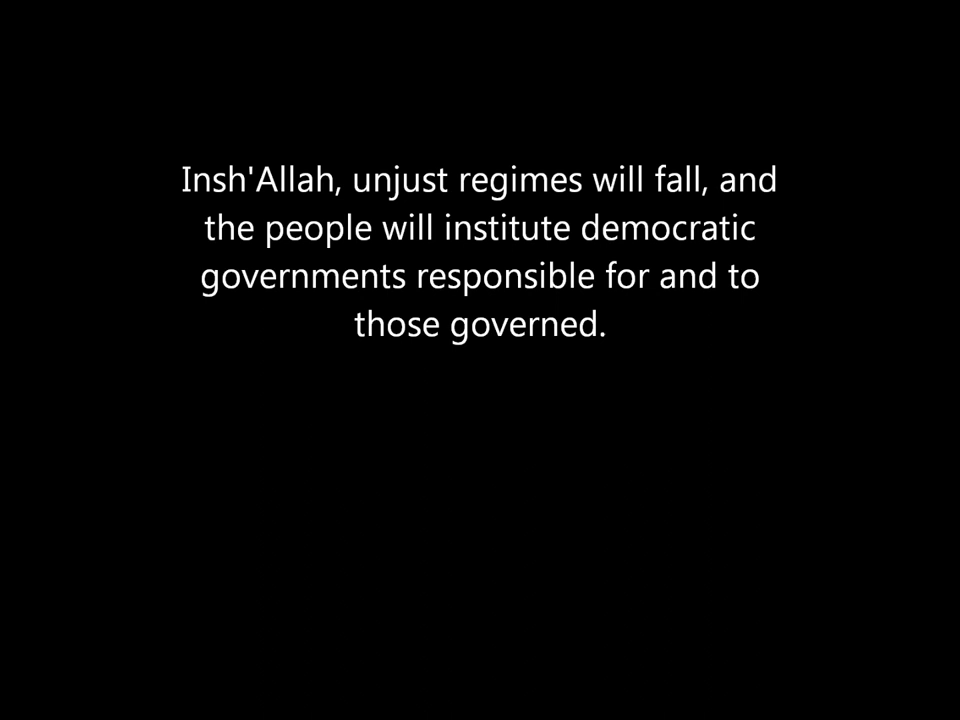 Insh'Allah, unjust regimes will fall, and
the people will institute democratic
governments responsible for and to
those governed.